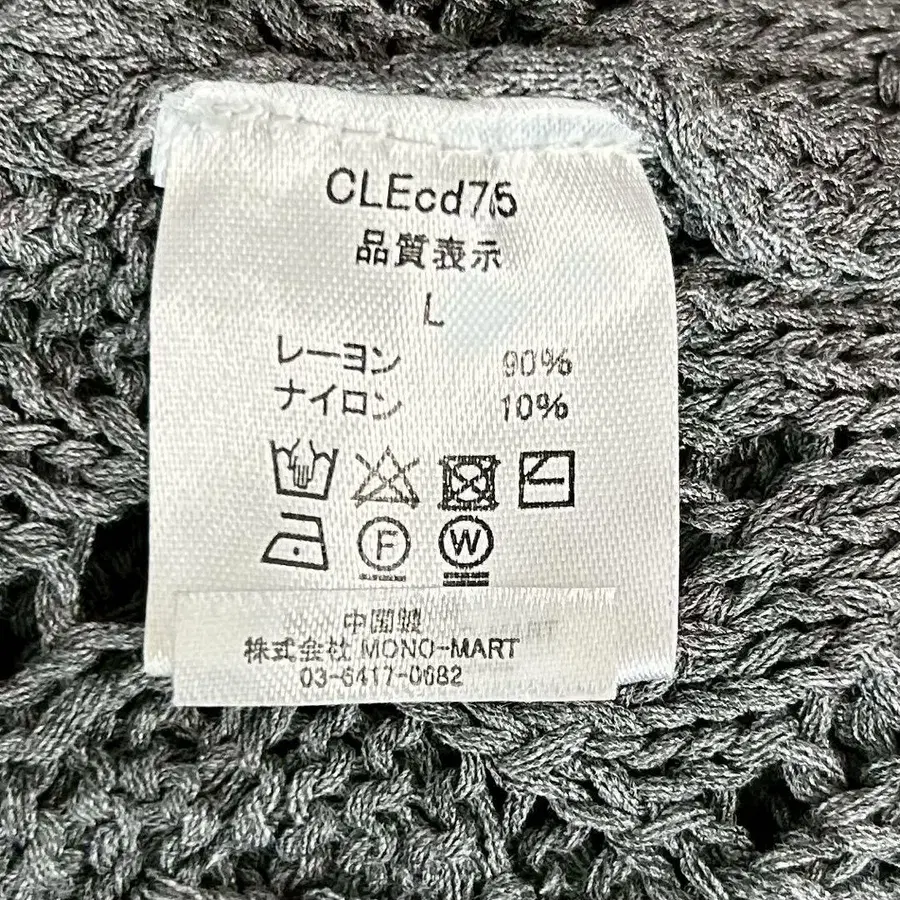 CLEcd75
品質表示
L
レーヨン 90%
ナイロン 10%
F W
中国製
株式会社 MONO-MART
03-6417-0682